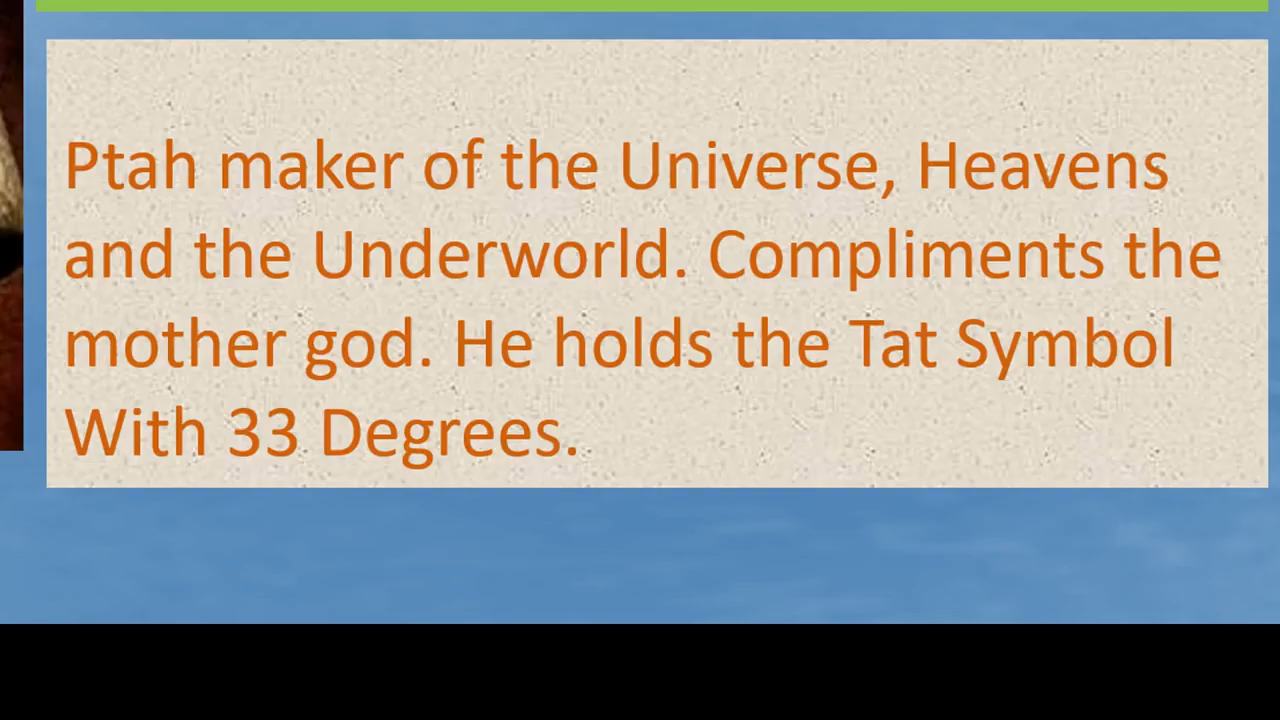 Ptah maker of the Universe, Heavens
and the Underworld. Compliments the
mother god. He holds the Tat Symbol
With 33 Degrees.